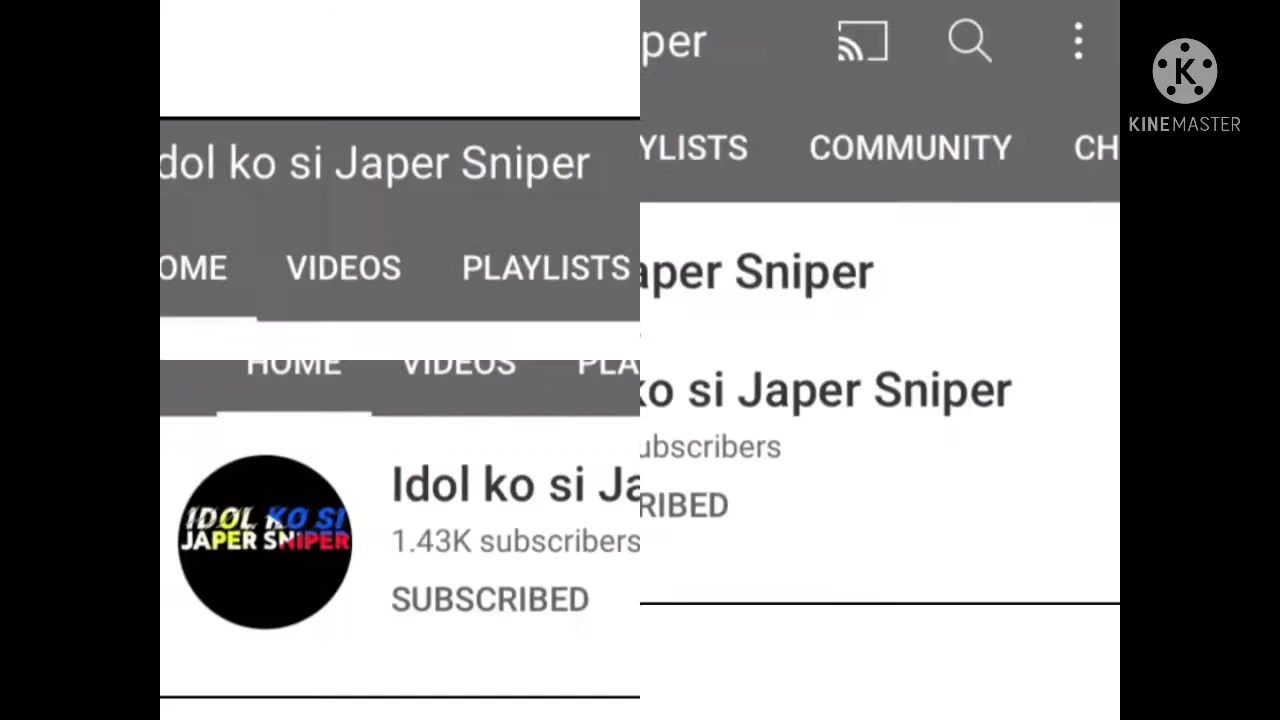 dol ko si Japer Sniper
OME VIDEOS PLAYLISTS
HOME VIDEOS PLA
IDOL KO SI
JAPER SNIPER
Idol ko si Ja
1.43K subscribers
SUBSCRIBED
per
YLISTS COMMUNITY CH
aper Sniper
ko si Japer Sniper
ubscribers
RIBED
K
KINEMASTER